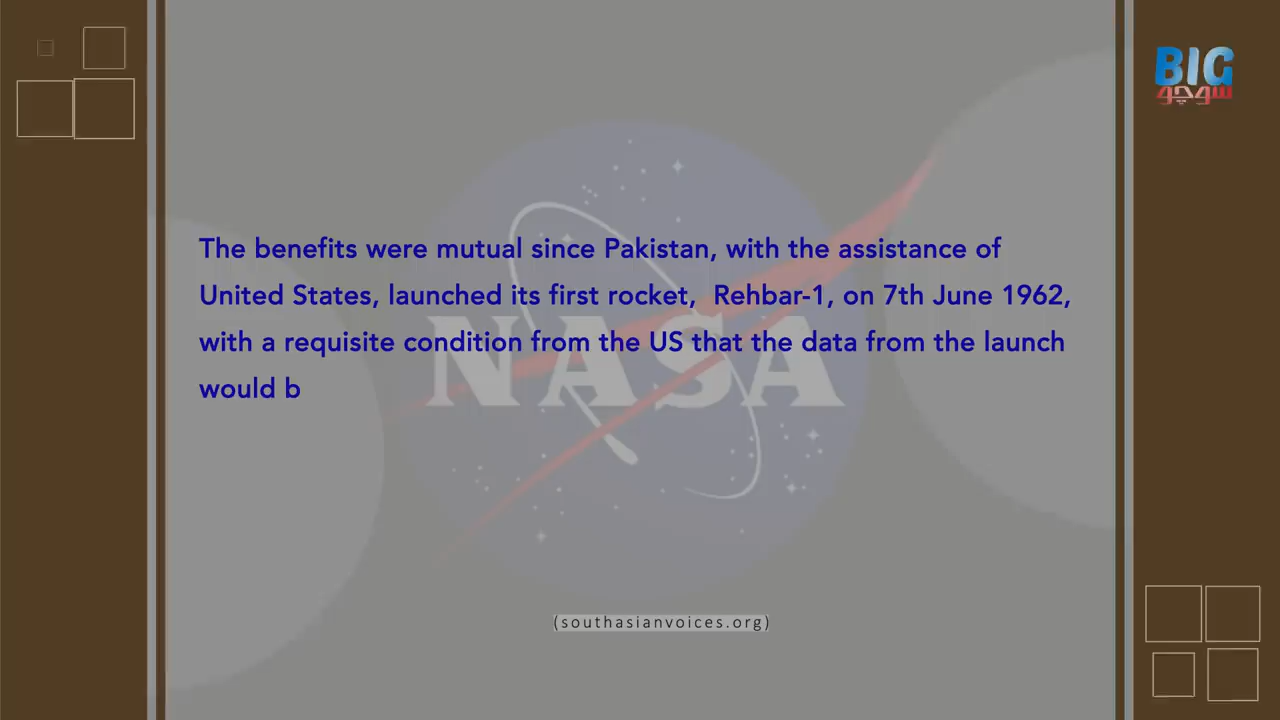 BIG
سوچو
The benefits were mutual since Pakistan, with the assistance of
United States, launched its first rocket,  Rehbar-1, on 7th June 1962,
with a requisite condition from the US that the data from the launch
would b
NASA
(southasianvoices.org)